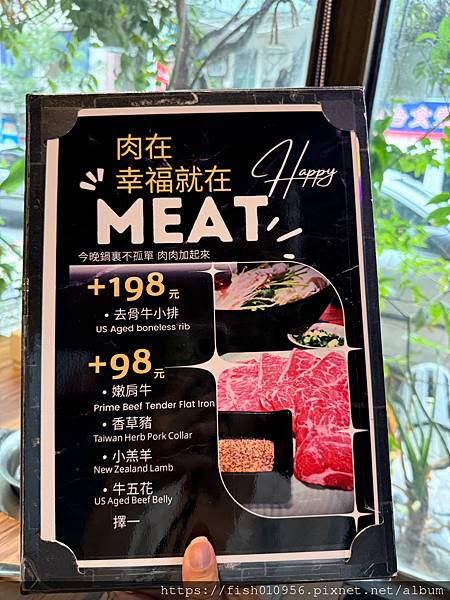 肉在
幸福就在
Happy
MEAT
今晚鍋裏不孤單 肉肉加起來
+198元
• 去骨牛小排
US Aged boneless rib
+98元
• 嫩肩牛
Prime Beef Tender Flat Iron
• 香草豬
Taiwan Herb Pork Collar
• 小羔羊
New Zealand Lamb
• 牛五花
US Aged Beef Belly
擇一
https://fish010956.pixnet.net/album